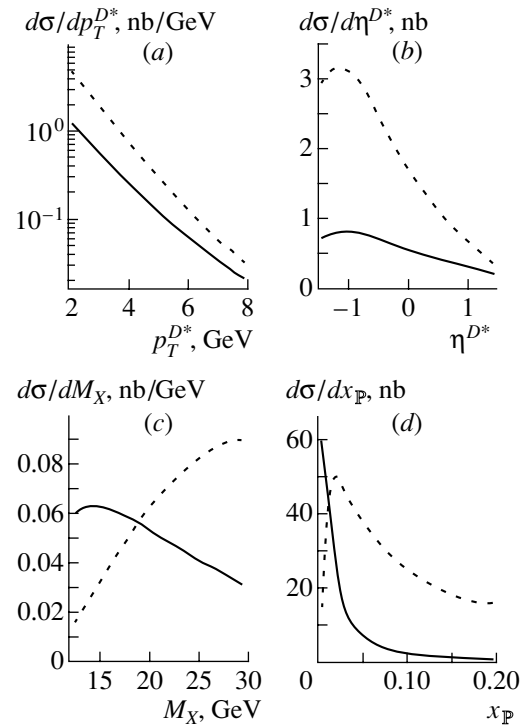 dσ/dp_T^{D*}, nb/GeV
(a)
10^0
10^{-1}
2 4 6 8
p_T^{D*}, GeV
dσ/dη^{D*}, nb
(b)
3
2
1
0
−1 0 1
η^{D*}
dσ/dM_X, nb/GeV
(c)
0.08
0.06
0.04
0.02
0
15 20 25 30
M_X, GeV
dσ/dx_ℙ, nb
(d)
60
40
20
0 0.10 0.20
x_ℙ